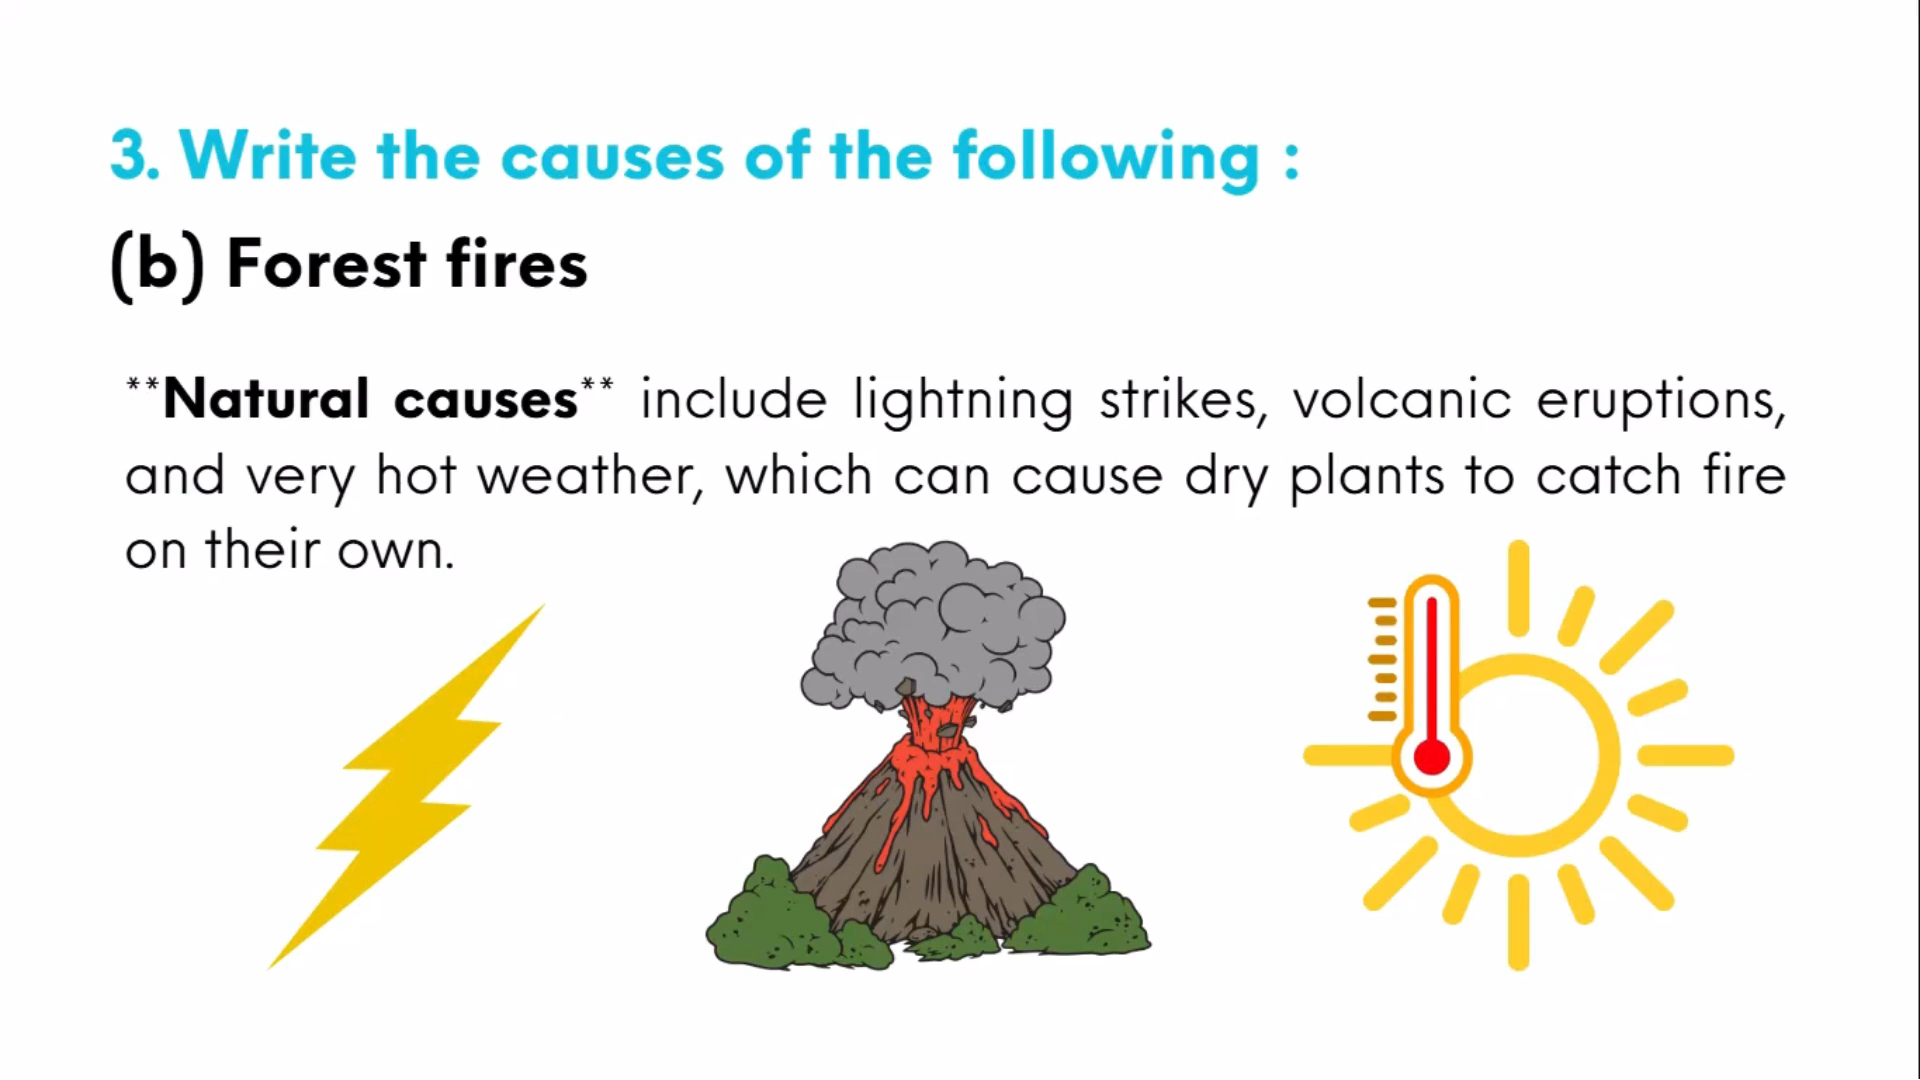 3. Write the causes of the following :
(b) Forest fires
**Natural causes** include lightning strikes, volcanic eruptions,
and very hot weather, which can cause dry plants to catch fire
on their own.